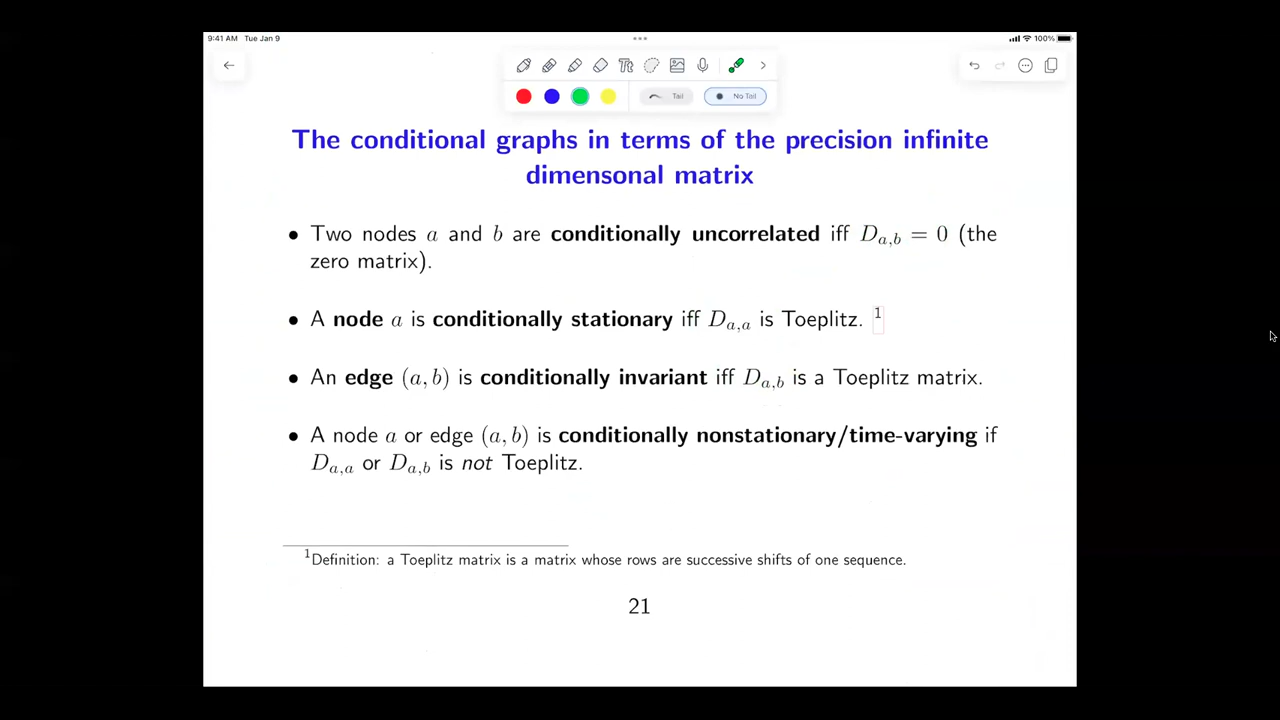 9:41 AM Tue Jan 9
100%
Tail
No Tail
The conditional graphs in terms of the precision infinite
dimensonal matrix
• Two nodes a and b are conditionally uncorrelated iff D_{a,b} = 0 (the
zero matrix).
• A node a is conditionally stationary iff D_{a,a} is Toeplitz. ¹
• An edge (a, b) is conditionally invariant iff D_{a,b} is a Toeplitz matrix.
• A node a or edge (a, b) is conditionally nonstationary/time-varying if
D_{a,a} or D_{a,b} is not Toeplitz.
¹Definition: a Toeplitz matrix is a matrix whose rows are successive shifts of one sequence.
21